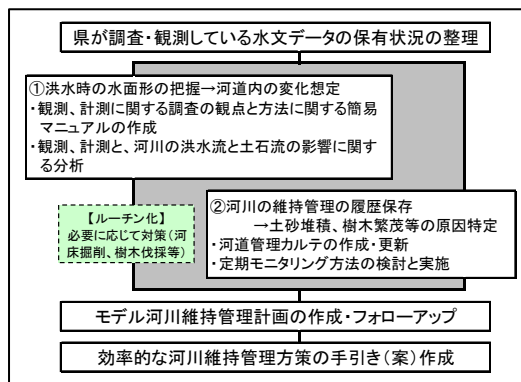 県が調査・観測している水文データの保有状況の整理
①洪水時の水面形の把握→河道内の変化想定
・観測、計測に関する調査の観点と方法に関する簡易
マニュアルの作成
・観測、計測と、河川の洪水流と土石流の影響に関す
る分析
【ルーチン化】
必要に応じて対策(河
床掘削、樹木伐採等)
②河川の維持管理の履歴保存
→土砂堆積、樹木繁茂等の原因特定
・河道管理カルテの作成・更新
・定期モニタリング方法の検討と実施
モデル河川維持管理計画の作成・フォローアップ
効率的な河川維持管理方策の手引き(案)作成